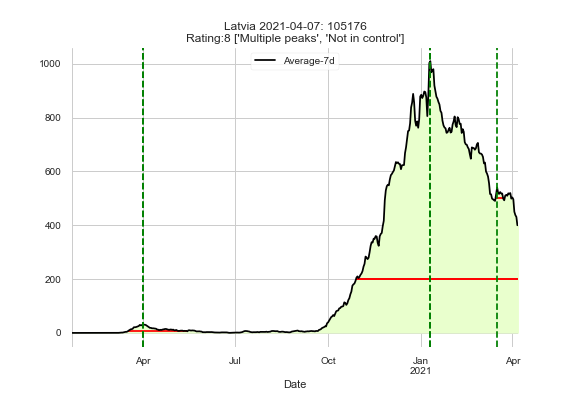 Latvia 2021-04-07: 105176
Rating:8 ['Multiple peaks', 'Not in control']
Average-7d
1000
800
600
400
200
0
Apr
Jul
Oct
Jan
2021
Apr
Date